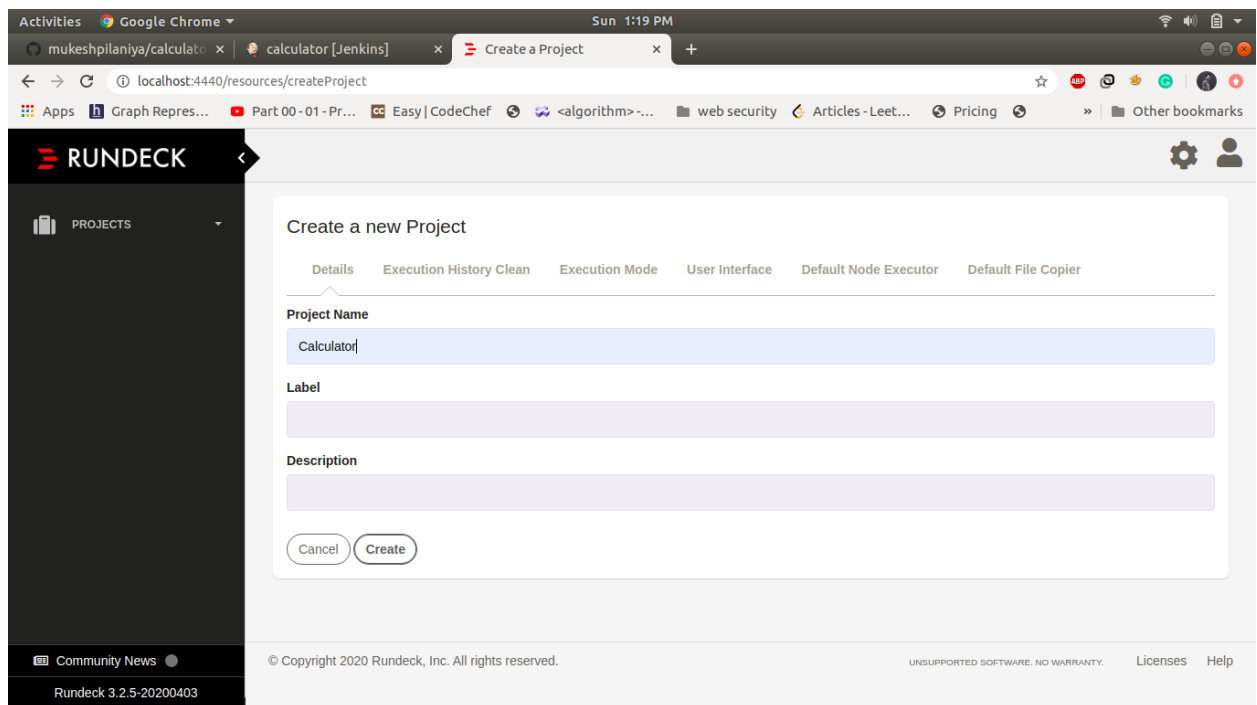 Activities Google Chrome Sun 1:19 PM
mukeshpilaniya/calculato × calculator [Jenkins] × Create a Project × +
localhost:4440/resources/createProject ABP G
Apps h Graph Repres... Part 00 - 01 - Pr... CC Easy | CodeChef <algorithm> -... web security Articles - Leet... Pricing » Other bookmarks
RUNDECK
PROJECTS
Create a new Project
Details Execution History Clean Execution Mode User Interface Default Node Executor Default File Copier
Project Name
Calculator
Label
Description
Cancel Create
Community News © Copyright 2020 Rundeck, Inc. All rights reserved. UNSUPPORTED SOFTWARE. NO WARRANTY. Licenses Help
Rundeck 3.2.5-20200403